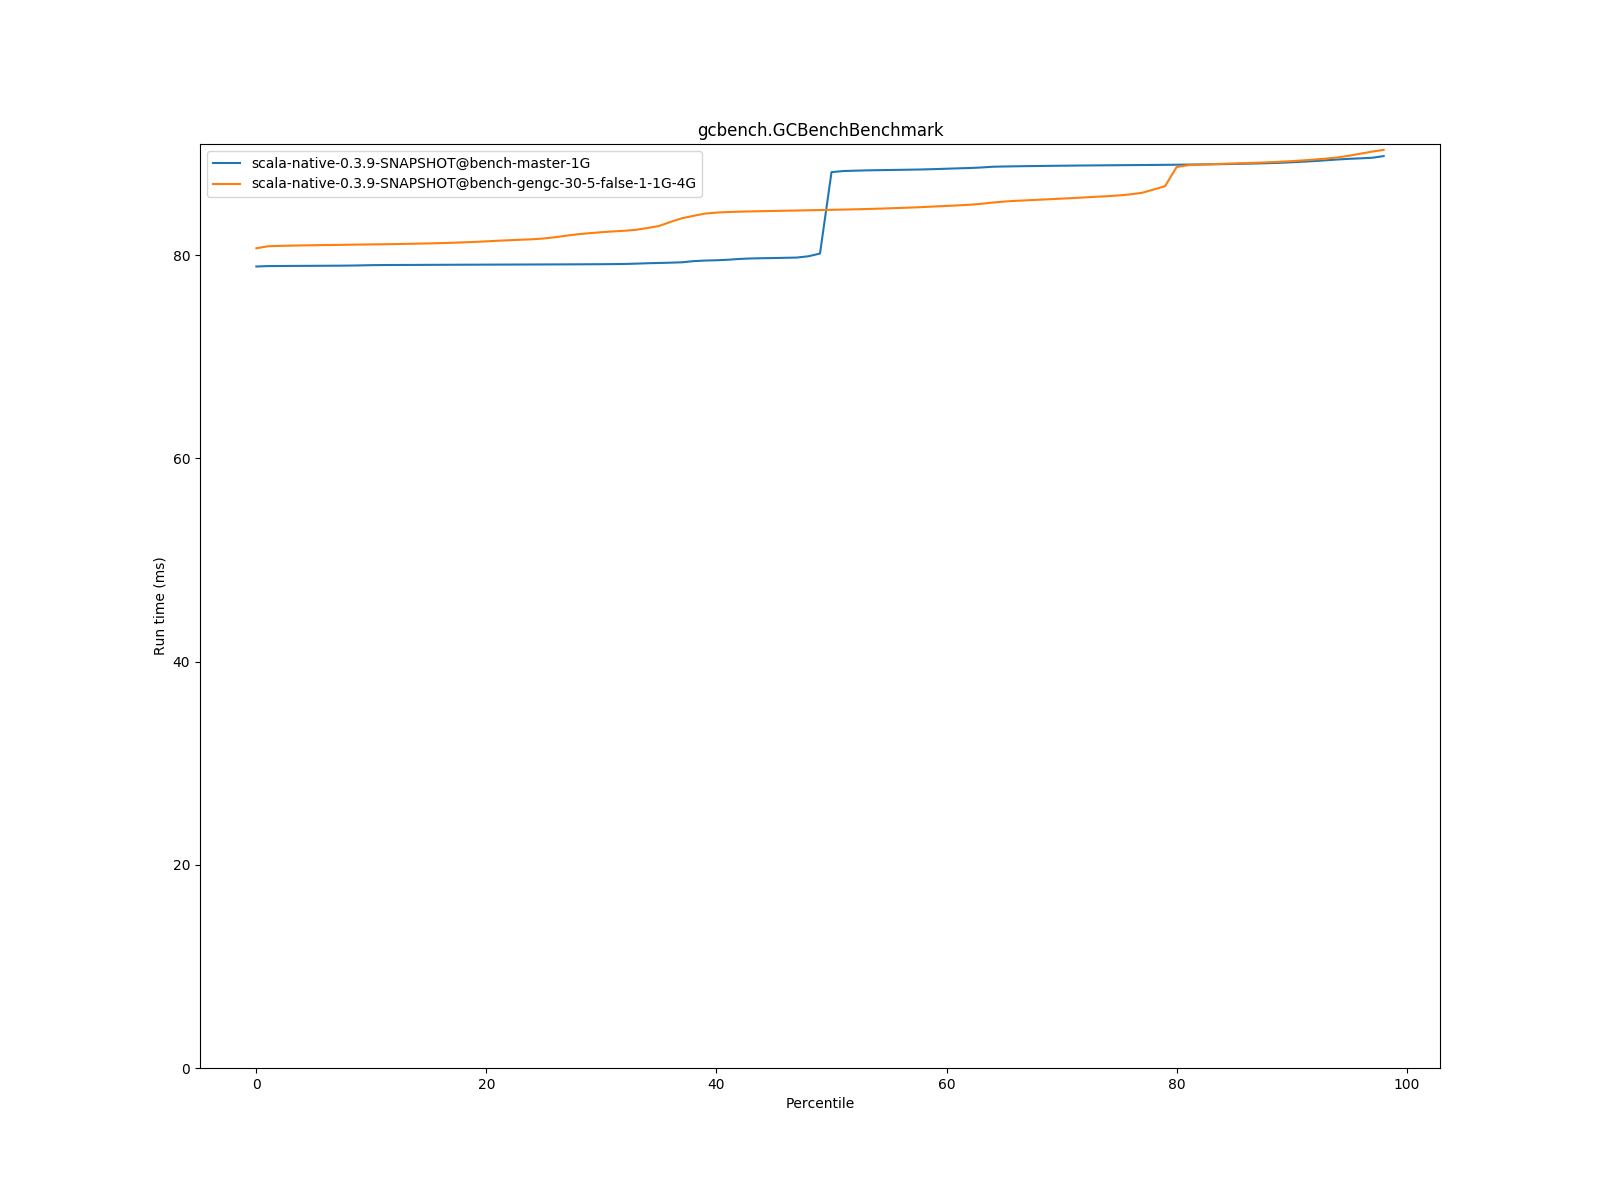 gcbench.GCBenchBenchmark
scala-native-0.3.9-SNAPSHOT@bench-master-1G
scala-native-0.3.9-SNAPSHOT@bench-gengc-30-5-false-1-1G-4G
80
60
40
20
0
Run time (ms)
0 20 40 60 80 100
Percentile